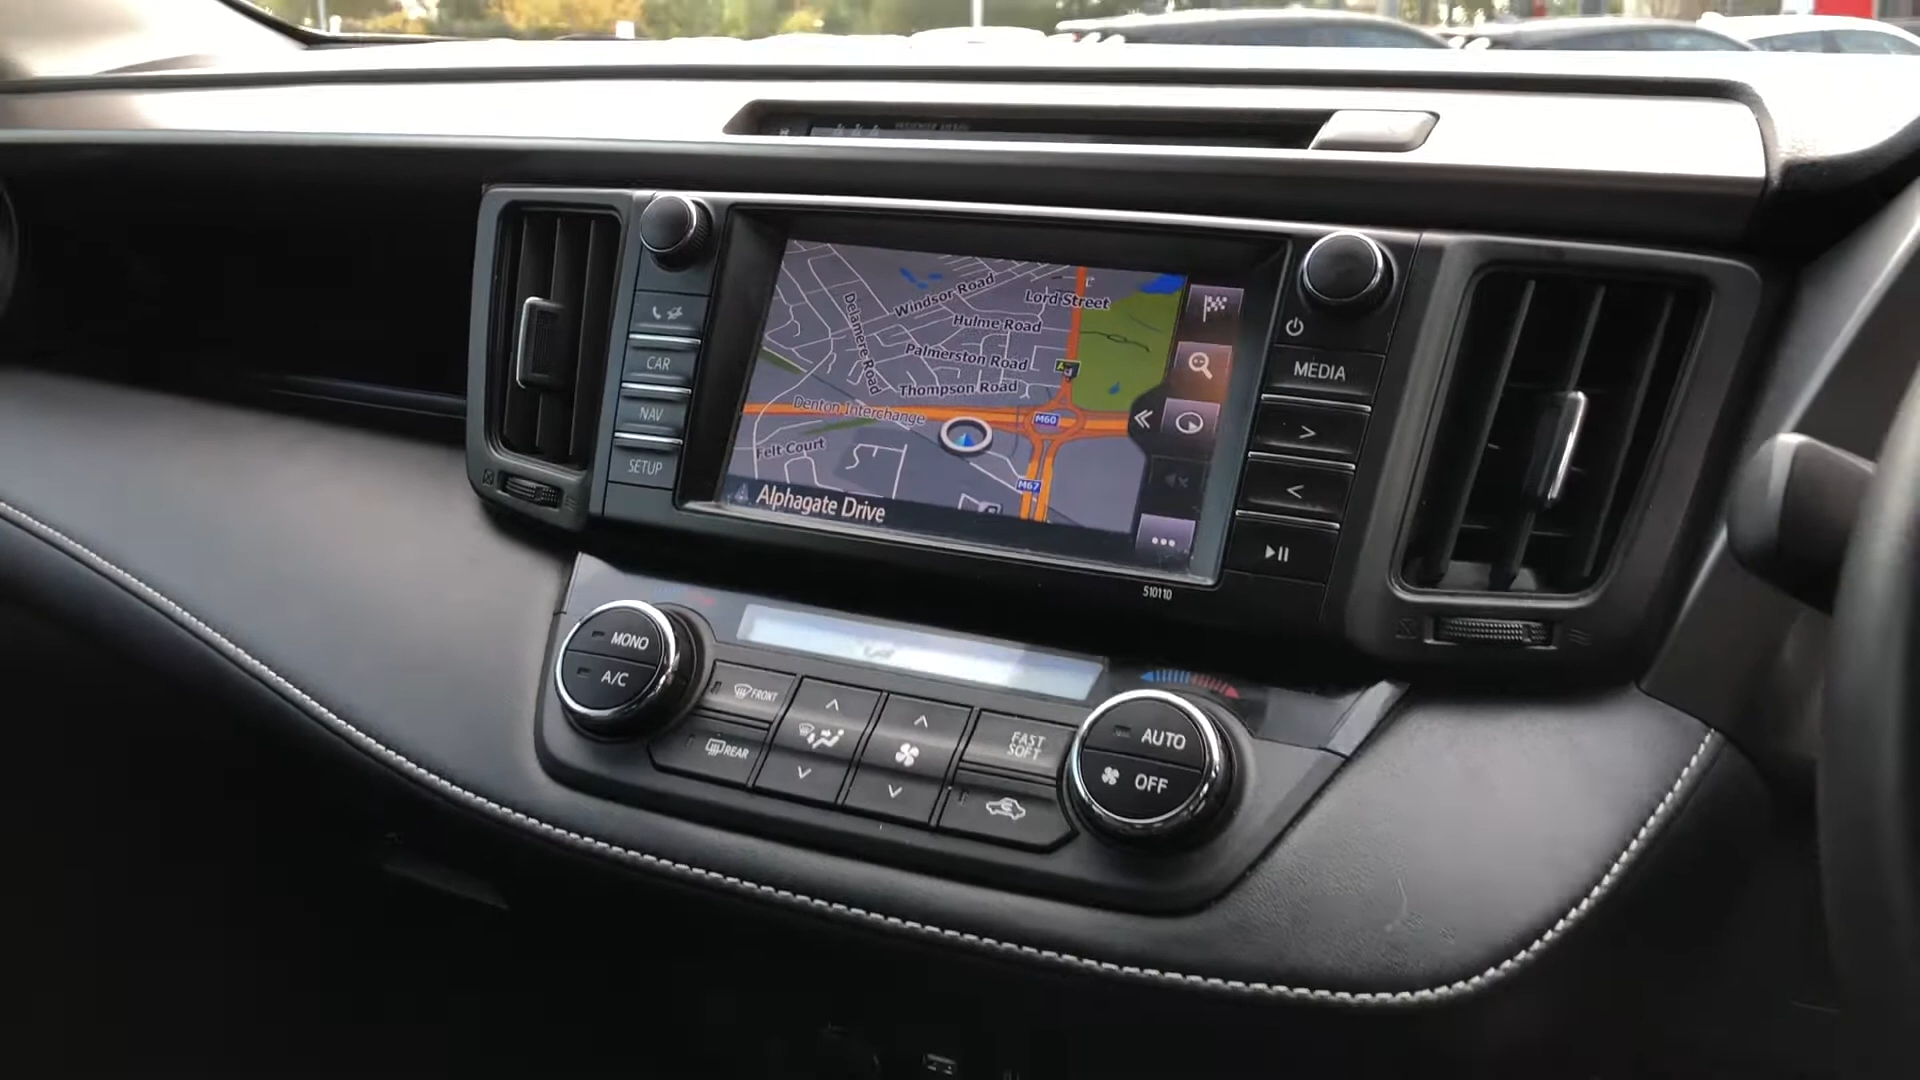 Windsor Road
Lord Street
Hulme Road
Delamere Road
Palmerston Road
Thompson Road
Denton Interchange
M60
Felt Court
M67
Alphagate Drive
CAR
NAV
SETUP
MEDIA
510110
MONO
A/C
FRONT
REAR
FAST
SOFT
AUTO
OFF